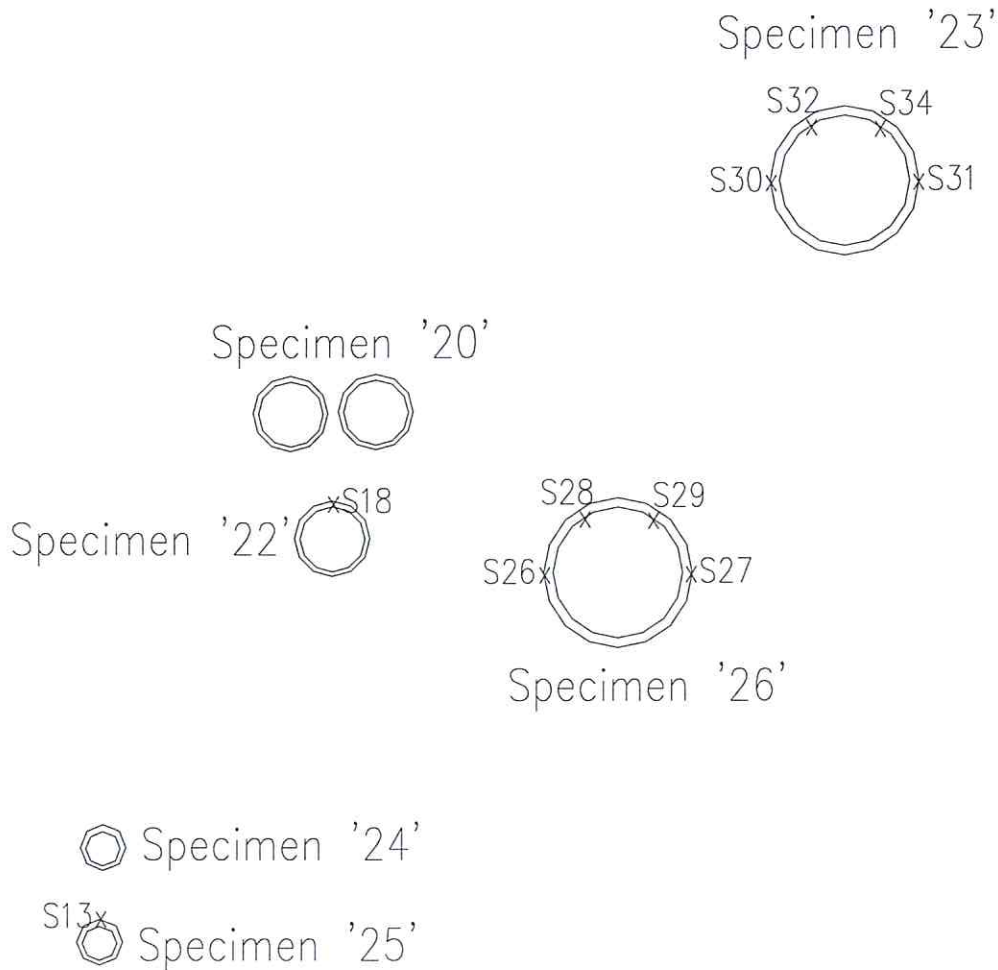 Specimen '23'
S32
S34
S30
S31
Specimen '20'
S18
Specimen '22'
S28
S29
S26
S27
Specimen '26'
Specimen '24'
S13
Specimen '25'